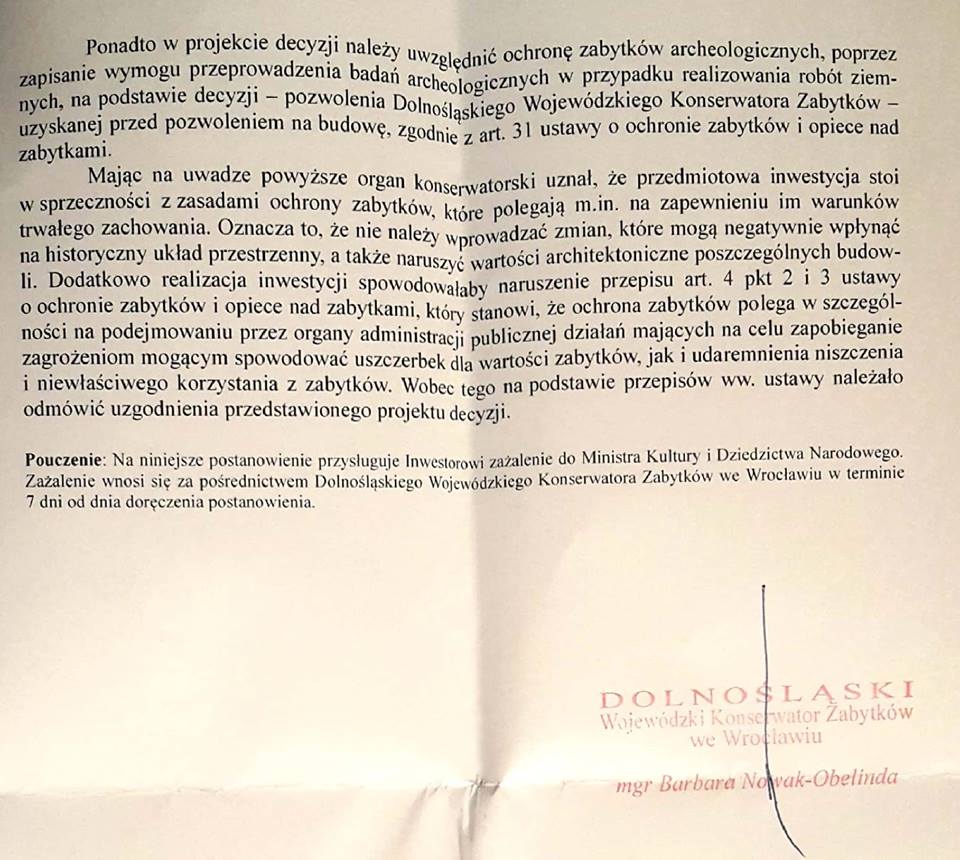 Ponadto w projekcie decyzji należy uwzględnić ochronę zabytków archeologicznych, poprzez
zapisanie wymogu przeprowadzenia badań archeologicznych w przypadku realizowania robót ziem-
nych, na podstawie decyzji – pozwolenia Dolnośląskiego Wojewódzkiego Konserwatora Zabytków –
uzyskanej przed pozwoleniem na budowę, zgodnie z art. 31 ustawy o ochronie zabytków i opiece nad
zabytkami.
Mając na uwadze powyższe organ konserwatorski uznał, że przedmiotowa inwestycja stoi
w sprzeczności z zasadami ochrony zabytków, które polegają m.in. na zapewnieniu im warunków
trwałego zachowania. Oznacza to, że nie należy wprowadzać zmian, które mogą negatywnie wpłynąć
na historyczny układ przestrzenny, a także naruszyć wartości architektoniczne poszczególnych budow-
li. Dodatkowo realizacja inwestycji spowodowałaby naruszenie przepisu art. 4 pkt 2 i 3 ustawy
o ochronie zabytków i opiece nad zabytkami, który stanowi, że ochrona zabytków polega w szczegól-
ności na podejmowaniu przez organy administracji publicznej działań mających na celu zapobieganie
zagrożeniom mogącym spowodować uszczerbek dla wartości zabytków, jak i udaremnienia niszczenia
i niewłaściwego korzystania z zabytków. Wobec tego na podstawie przepisów ww. ustawy należało
odmówić uzgodnienia przedstawionego projektu decyzji.
Pouczenie: Na niniejsze postanowienie przysługuje Inwestorowi zażalenie do Ministra Kultury i Dziedzictwa Narodowego.
Zażalenie wnosi się za pośrednictwem Dolnośląskiego Wojewódzkiego Konserwatora Zabytków we Wrocławiu w terminie
7 dni od dnia doręczenia postanowienia.
DOLNOŚLĄSKI
Wojewódzki Konserwator Zabytków
we Wrocławiu
mgr Barbara Nowak-Obelinda